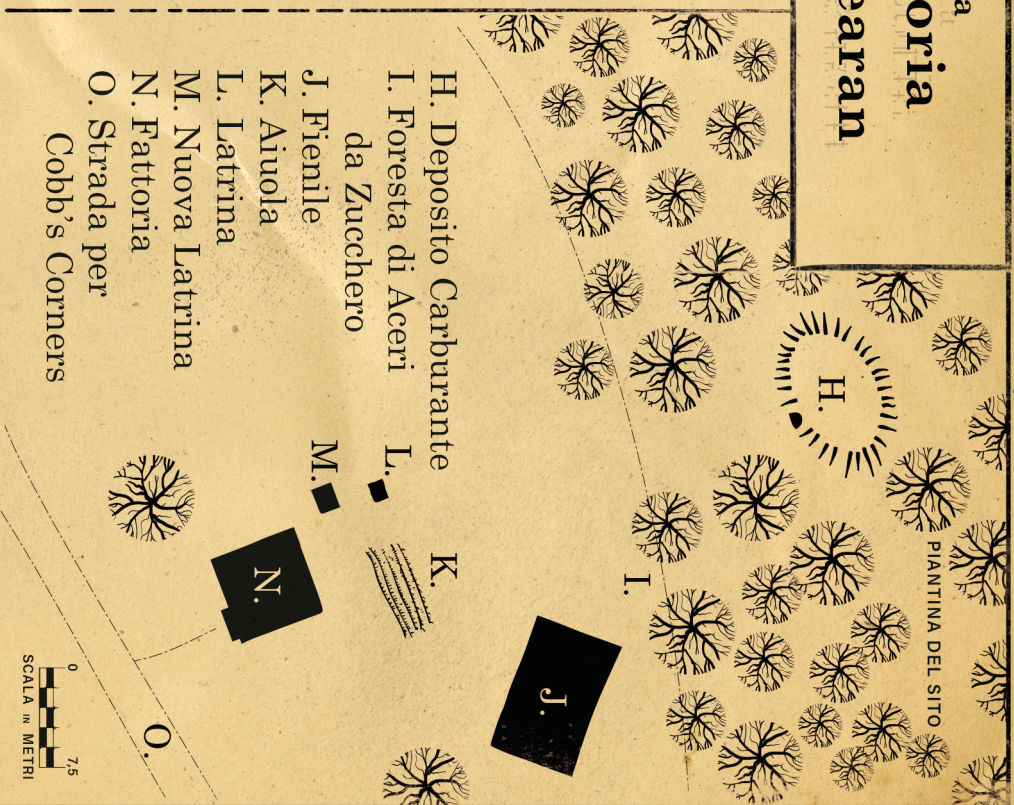 a
oria
earan
PIANTINA DEL SITO
H.
I.
J.
K.
L.
M.
N.
O.
H. Deposito Carburante
I. Foresta di Aceri
da Zucchero
J. Fienile
K. Aiuola
L. Latrina
M. Nuova Latrina
N. Fattoria
O. Strada per
Cobb's Corners
0 7,5
SCALA IN METRI